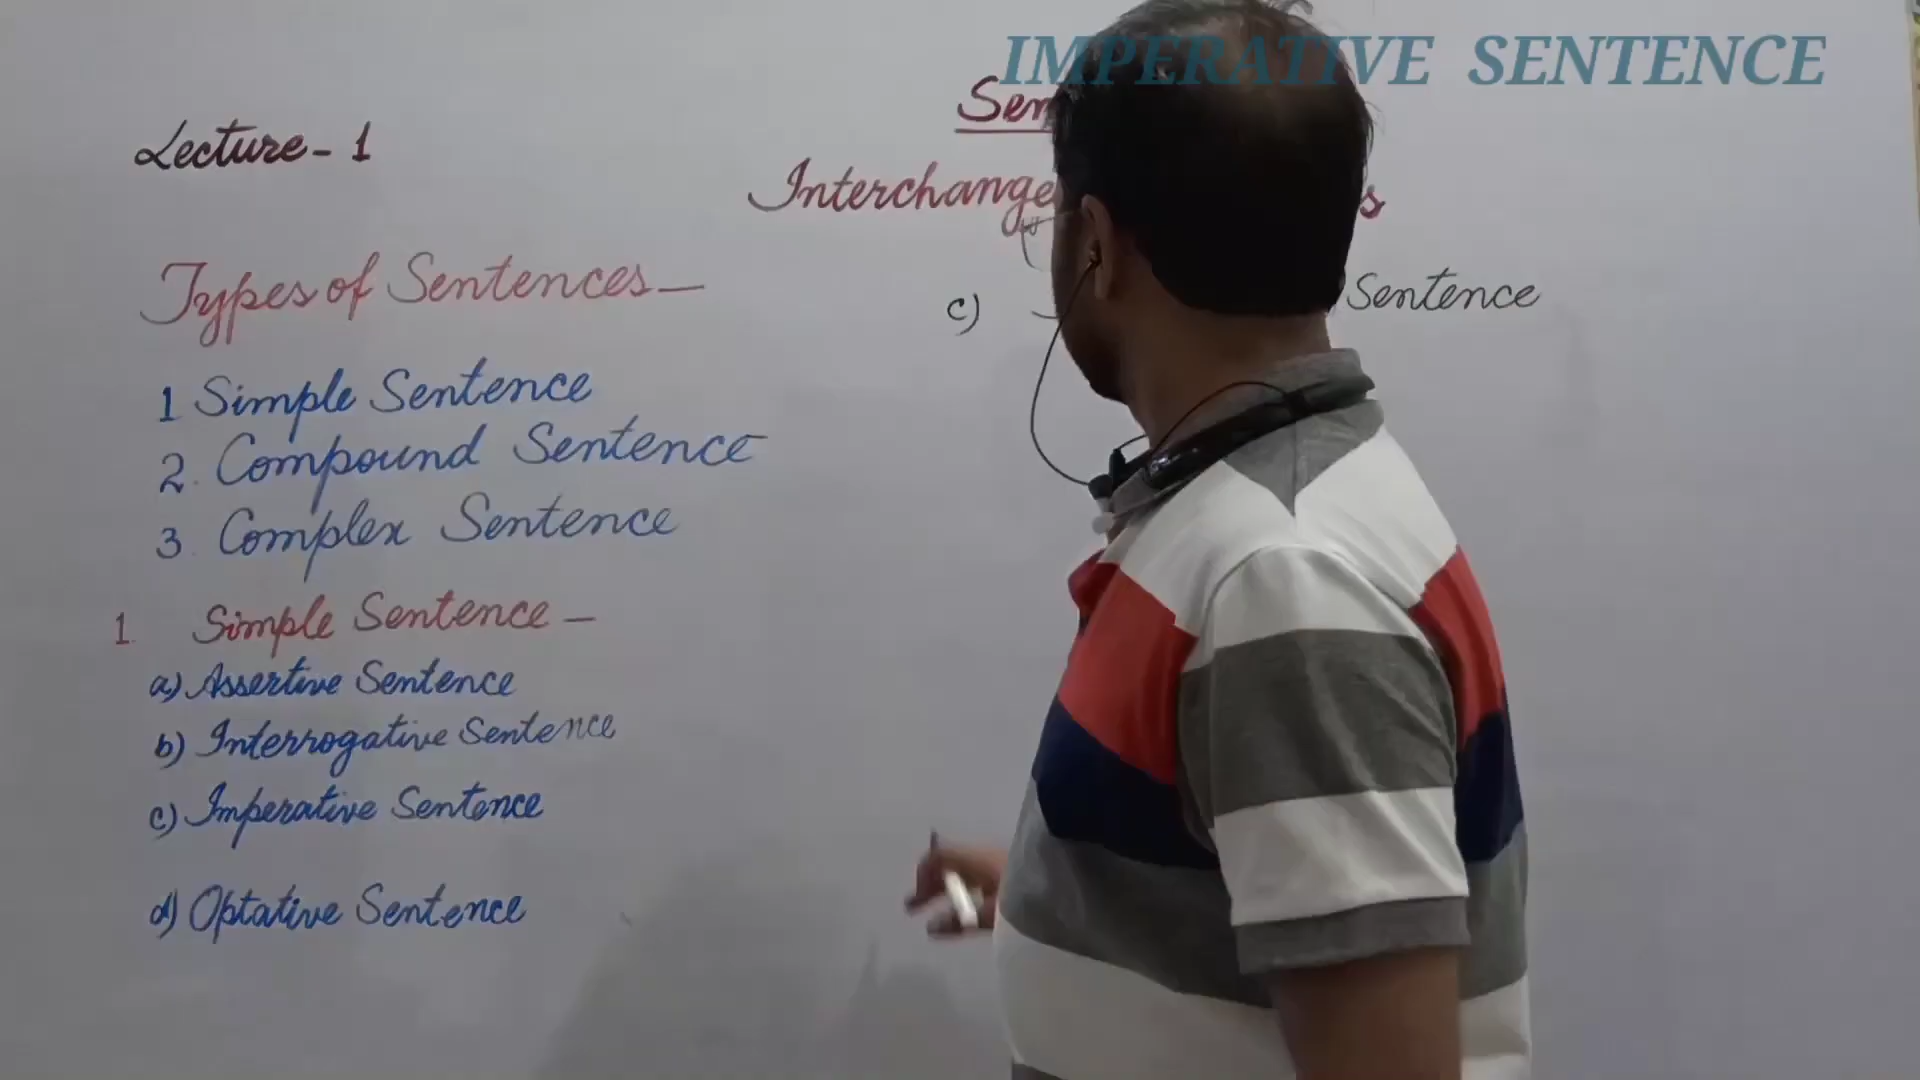 IMPERATIVE SENTENCE
Lecture - 1
Types of Sentences -
1 Simple Sentence
2. Compound Sentence
3. Complex Sentence
1. Simple Sentence -
a) Assertive Sentence
b) Interrogative Sentence
c) Imperative Sentence
d) Optative Sentence
Interchange
c) Sentence